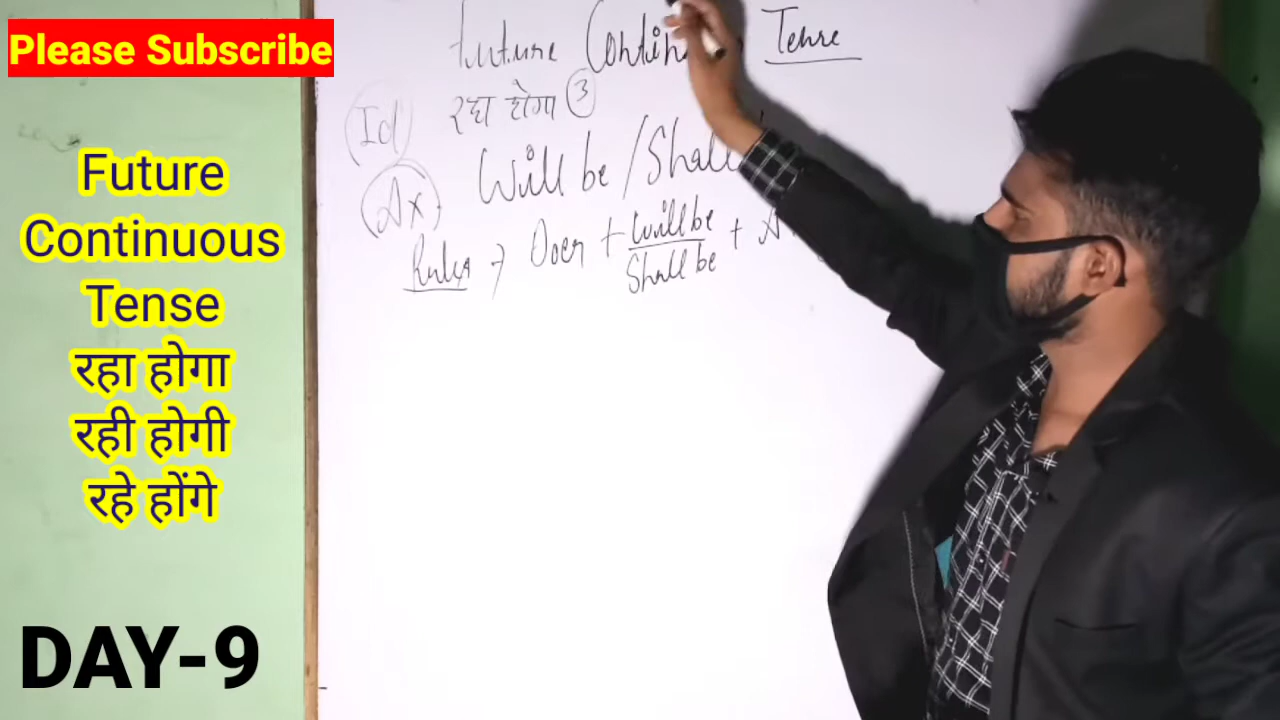 Please Subscribe
Future
Continuous
Tense
रहा होगा
रही होगी
रहे होंगे
DAY-9
Future Tense
Id रहा होगा 3
Ax. Will be / Shall
Rules → Doer + Will be / Shall be +